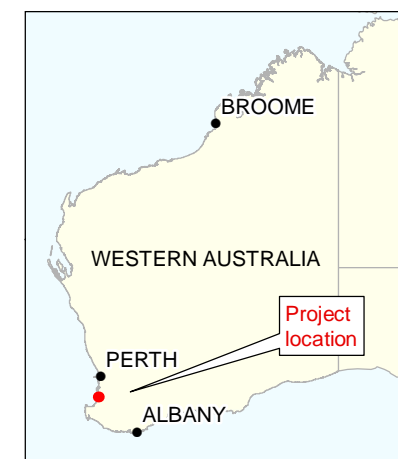 BROOME
WESTERN AUSTRALIA
Project
location
PERTH
ALBANY